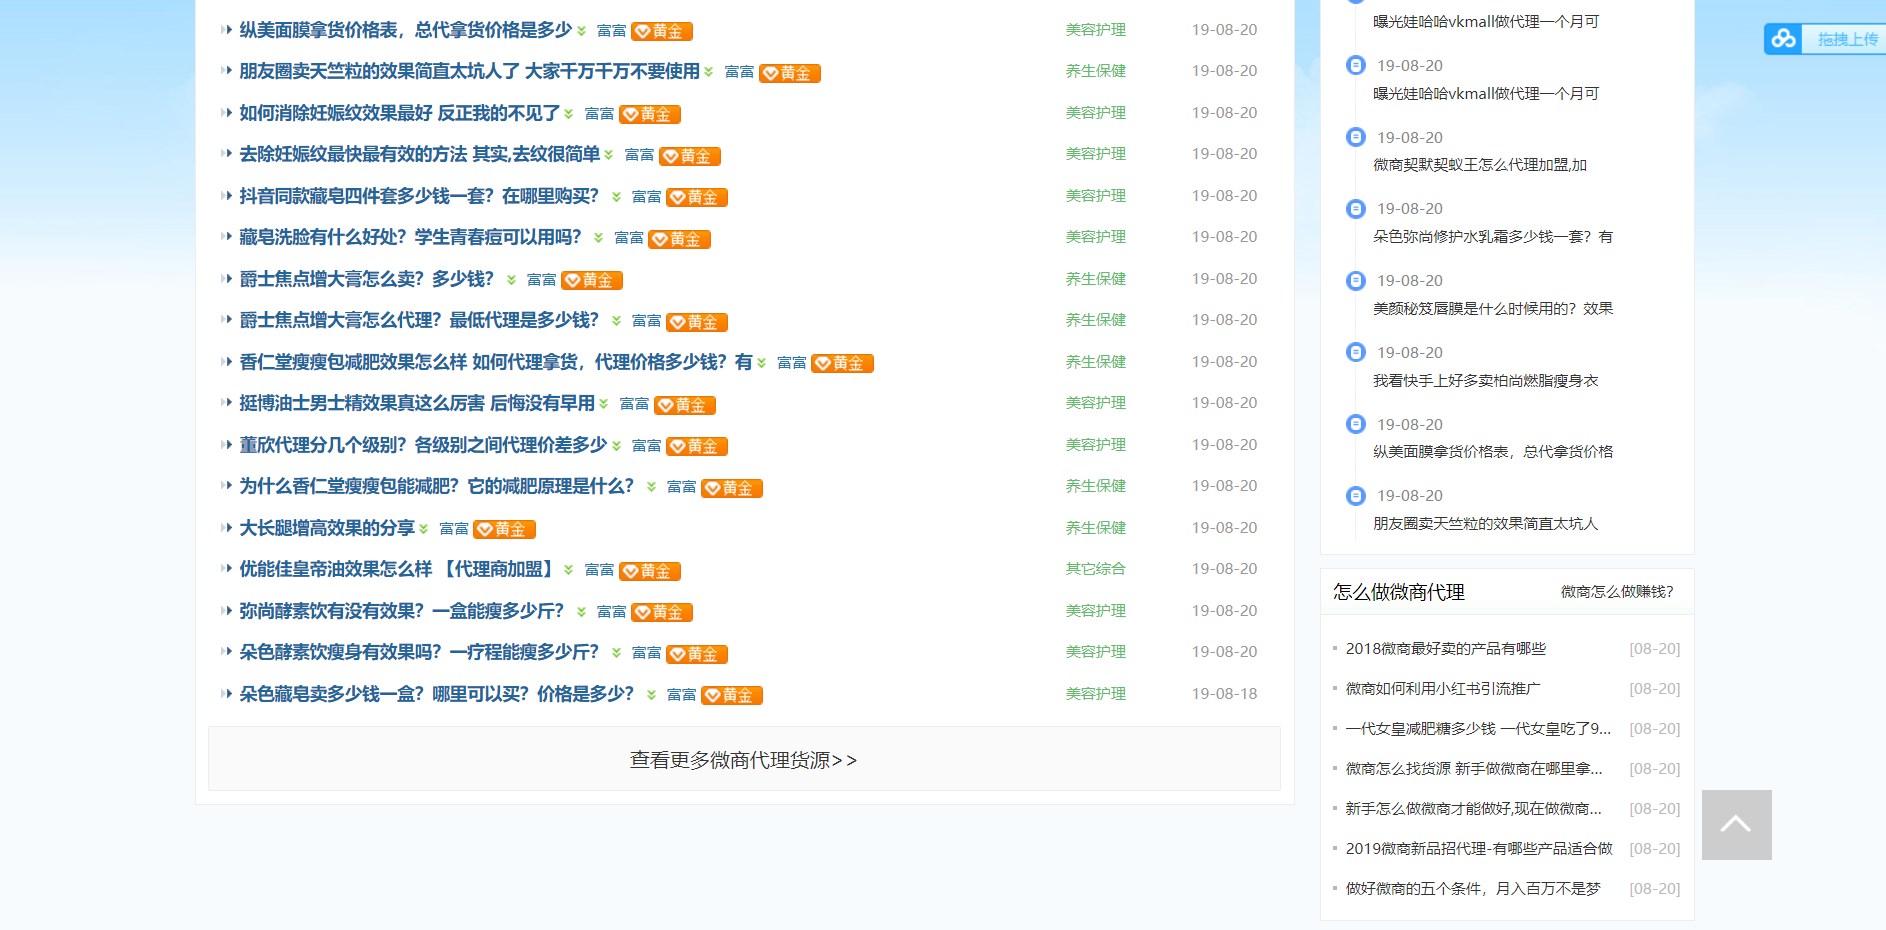 纵美面膜拿货价格表，总代拿货价格是多少 富富 黄金 美容护理 19-08-20
朋友圈卖天竺粒的效果简直太坑人了 大家千万千万不要使用 富富 黄金 养生保健 19-08-20
如何消除妊娠纹效果最好 反正我的不见了 富富 黄金 美容护理 19-08-20
去除妊娠纹最快最有效的方法 其实,去纹很简单 富富 黄金 美容护理 19-08-20
抖音同款藏皂四件套多少钱一套？在哪里购买？ 富富 黄金 美容护理 19-08-20
藏皂洗脸有什么好处？学生青春痘可以用吗？ 富富 黄金 美容护理 19-08-20
爵士焦点增大膏怎么卖？多少钱？ 富富 黄金 养生保健 19-08-20
爵士焦点增大膏怎么代理？最低代理是多少钱？ 富富 黄金 养生保健 19-08-20
香仁堂瘦瘦包减肥效果怎么样 如何代理拿货，代理价格多少钱？有 富富 黄金 养生保健 19-08-20
挺博油士男士精效果真这么厉害 后悔没有早用 富富 黄金 美容护理 19-08-20
董欣代理分几个级别？各级别之间代理价差多少 富富 黄金 美容护理 19-08-20
为什么香仁堂瘦瘦包能减肥？它的减肥原理是什么？ 富富 黄金 养生保健 19-08-20
大长腿增高效果的分享 富富 黄金 养生保健 19-08-20
优能佳皇帝油效果怎么样 【代理商加盟】 富富 黄金 其它综合 19-08-20
弥尚酵素饮有没有效果？一盒能瘦多少斤？ 富富 黄金 美容护理 19-08-20
朵色酵素饮瘦身有效果吗？一疗程能瘦多少斤？ 富富 黄金 美容护理 19-08-20
朵色藏皂卖多少钱一盒？哪里可以买？价格是多少？ 富富 黄金 美容护理 19-08-18
查看更多微商代理货源>>
曝光娃哈哈vkmall做代理一个月可
19-08-20
曝光娃哈哈vkmall做代理一个月可
19-08-20
微商契默契蚁王怎么代理加盟,加
19-08-20
朵色弥尚修护水乳霜多少钱一套？有
19-08-20
美颜秘笈唇膜是什么时候用的？效果
19-08-20
我看快手上好多卖柏尚燃脂瘦身衣
19-08-20
纵美面膜拿货价格表，总代拿货价格
19-08-20
朋友圈卖天竺粒的效果简直太坑人
怎么做微商代理 微商怎么做赚钱？
2018微商最好卖的产品有哪些 [08-20]
微商如何利用小红书引流推广 [08-20]
一代女皇减肥糖多少钱 一代女皇吃了9... [08-20]
微商怎么找货源 新手做微商在哪里拿... [08-20]
新手怎么做微商才能做好,现在做微商... [08-20]
2019微商新品招代理-有哪些产品适合做 [08-20]
做好微商的五个条件，月入百万不是梦 [08-20]
拖拽上传